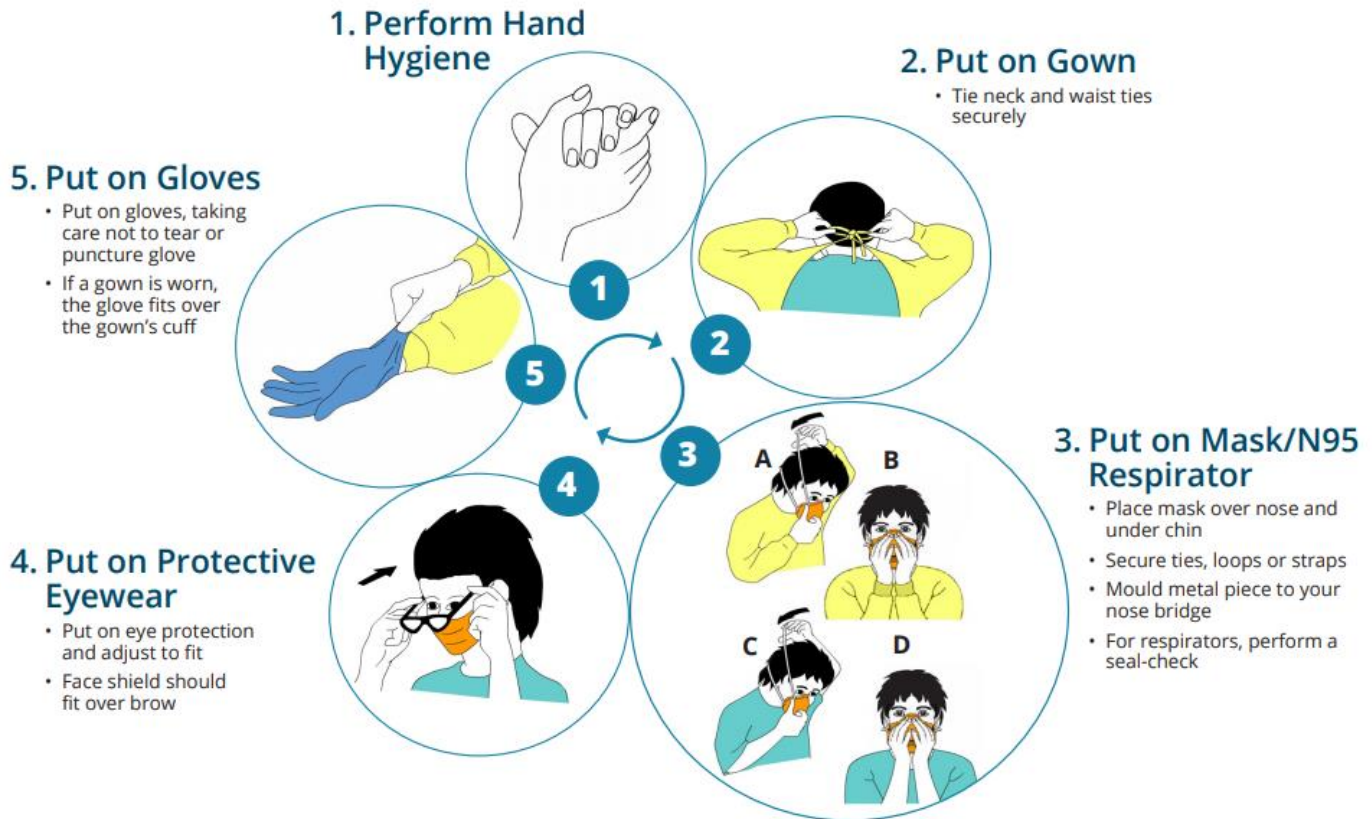 1. Perform Hand
Hygiene
1
2. Put on Gown
• Tie neck and waist ties
securely
2
3. Put on Mask/N95
Respirator
• Place mask over nose and
under chin
• Secure ties, loops or straps
• Mould metal piece to your
nose bridge
• For respirators, perform a
seal-check
3
A
B
C
D
4. Put on Protective
Eyewear
• Put on eye protection
and adjust to fit
• Face shield should
fit over brow
4
5. Put on Gloves
• Put on gloves, taking
care not to tear or
puncture glove
• If a gown is worn,
the glove fits over
the gown's cuff
5